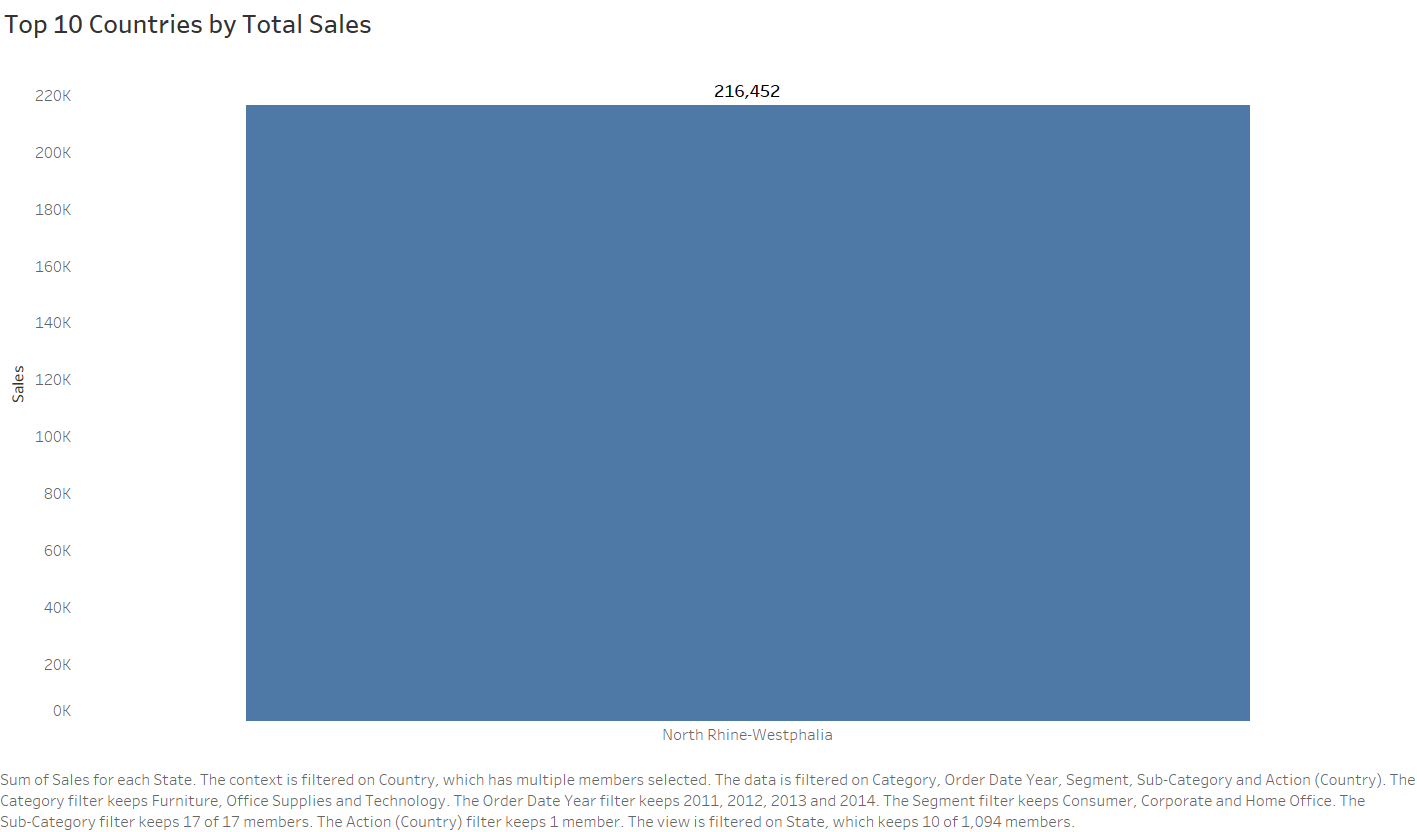 Top 10 Countries by Total Sales
216,452
220K
200K
180K
160K
140K
120K
100K
80K
60K
40K
20K
0K
Sales
North Rhine-Westphalia
Sum of Sales for each State. The context is filtered on Country, which has multiple members selected. The data is filtered on Category, Order Date Year, Segment, Sub-Category and Action (Country). The
Category filter keeps Furniture, Office Supplies and Technology. The Order Date Year filter keeps 2011, 2012, 2013 and 2014. The Segment filter keeps Consumer, Corporate and Home Office. The
Sub-Category filter keeps 17 of 17 members. The Action (Country) filter keeps 1 member. The view is filtered on State, which keeps 10 of 1,094 members.